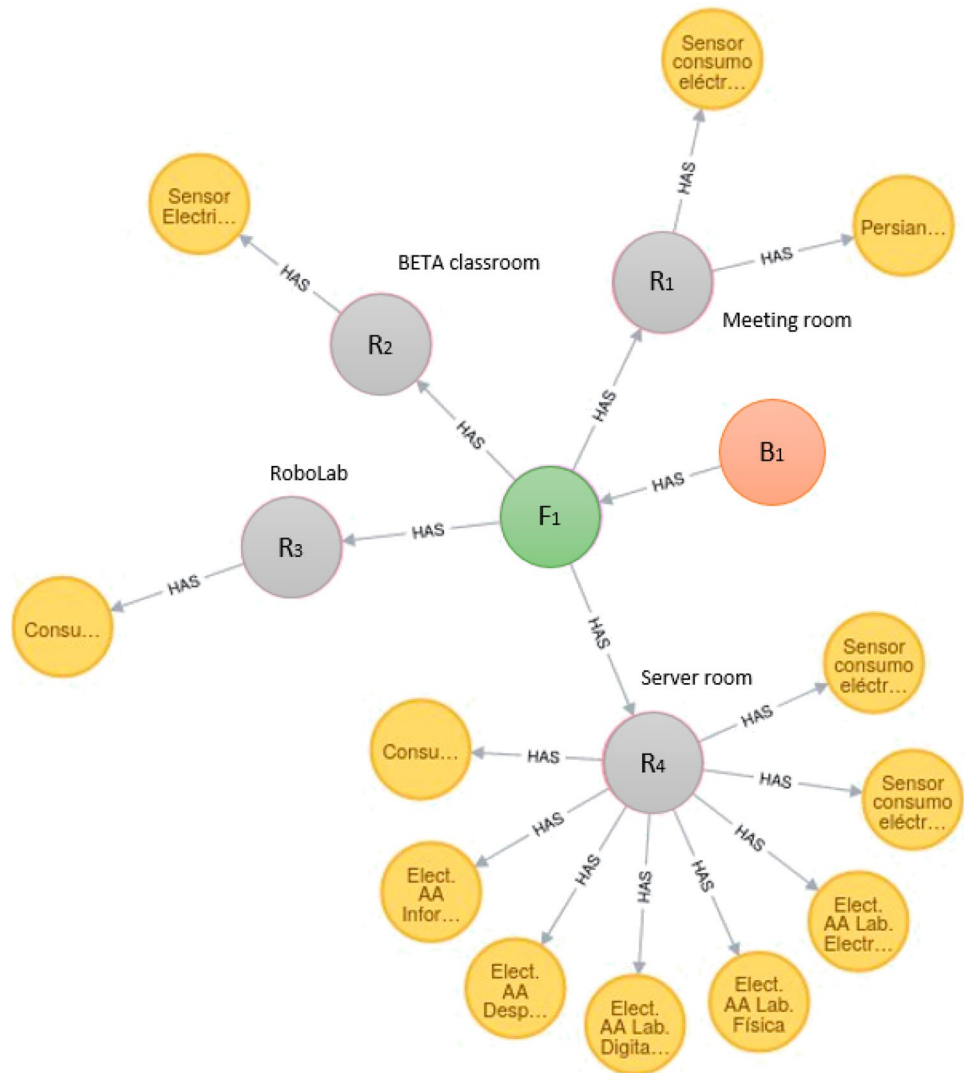 Sensor
consumo
eléctr...
HAS
Sensor
Electri...
Persian...
HAS
HAS
BETA classroom
R1
HAS
Meeting room
R2
HAS
HAS
B1
RoboLab
HAS
F1
HAS
R3
HAS
Consu...
HAS
Server room
Sensor
consumo
eléctr...
HAS
Consu...
HAS
R4
HAS
Sensor
consumo
eléctr...
HAS
HAS
HAS
HAS
HAS
Elect.
AA
Infor...
Elect.
AA Lab.
Electr...
Elect.
AA
Desp...
Elect.
AA Lab.
Digita...
Elect.
AA Lab.
Física